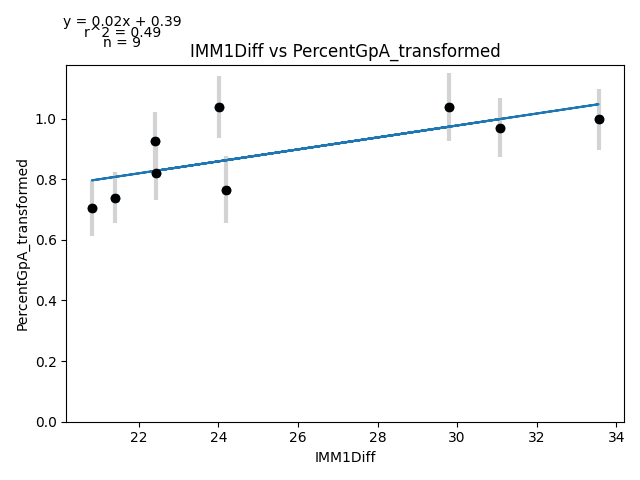 y = 0.02x + 0.39
r^2 = 0.49
n = 9
IMM1Diff vs PercentGpA_transformed
PercentGpA_transformed
1.0
0.8
0.6
0.4
0.2
0.0
22 24 26 28 30 32 34
IMM1Diff